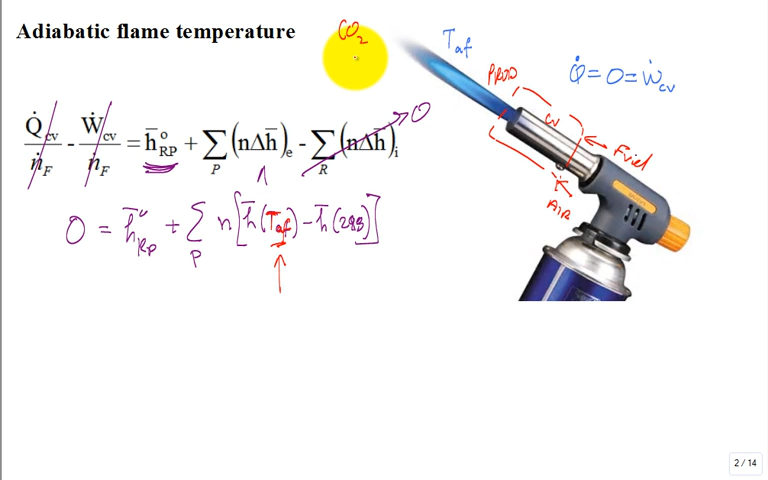 Adiabatic flame temperature
CO2
Taf
PROD
Q̇ = 0 = Ẇcv
cv
Fuel
AIR
Q̇cv/ṅF - Ẇcv/ṅF = h̄°RP + ∑P (nΔh̄)e - ∑R (nΔh̄)i → 0
0 = h̄°RP + ∑P n[h̄(Taf) - h̄(298)]
2 / 14